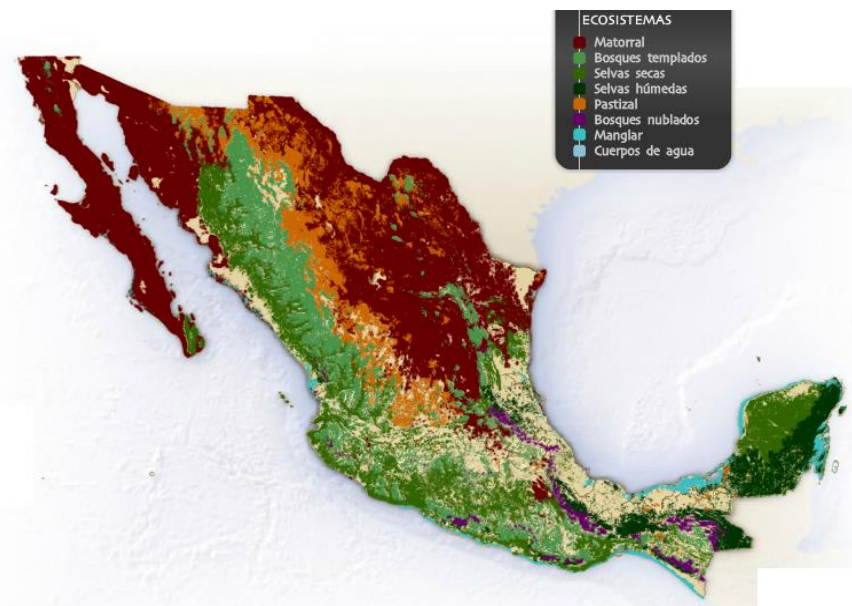 ECOSISTEMAS
Matorral
Bosques templados
Selvas secas
Selvas húmedas
Pastizal
Bosques nublados
Manglar
Cuerpos de agua